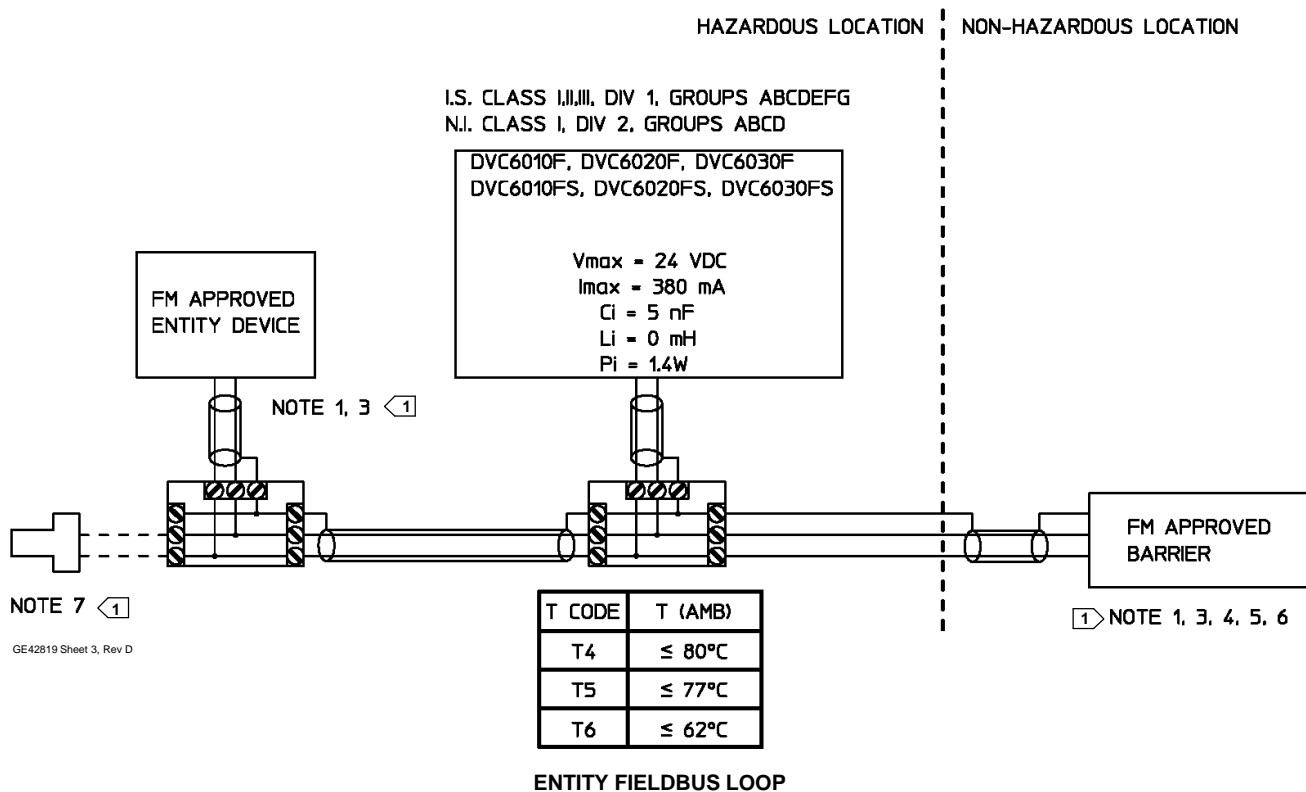 HAZARDOUS LOCATION
NON-HAZARDOUS LOCATION
I.S. CLASS I,II,III, DIV 1, GROUPS ABCDEFG
N.I. CLASS I, DIV 2, GROUPS ABCD
DVC6010F, DVC6020F, DVC6030F
DVC6010FS, DVC6020FS, DVC6030FS
Vmax = 24 VDC
Imax = 380 mA
Ci = 5 nF
Li = 0 mH
Pi = 1.4W
FM APPROVED
ENTITY DEVICE
NOTE 1, 3 1
FM APPROVED
BARRIER
NOTE 7 1
1 NOTE 1, 3, 4, 5, 6
GE42819 Sheet 3, Rev D
T CODE T (AMB)
T4 ≤ 80°C
T5 ≤ 77°C
T6 ≤ 62°C
ENTITY FIELDBUS LOOP